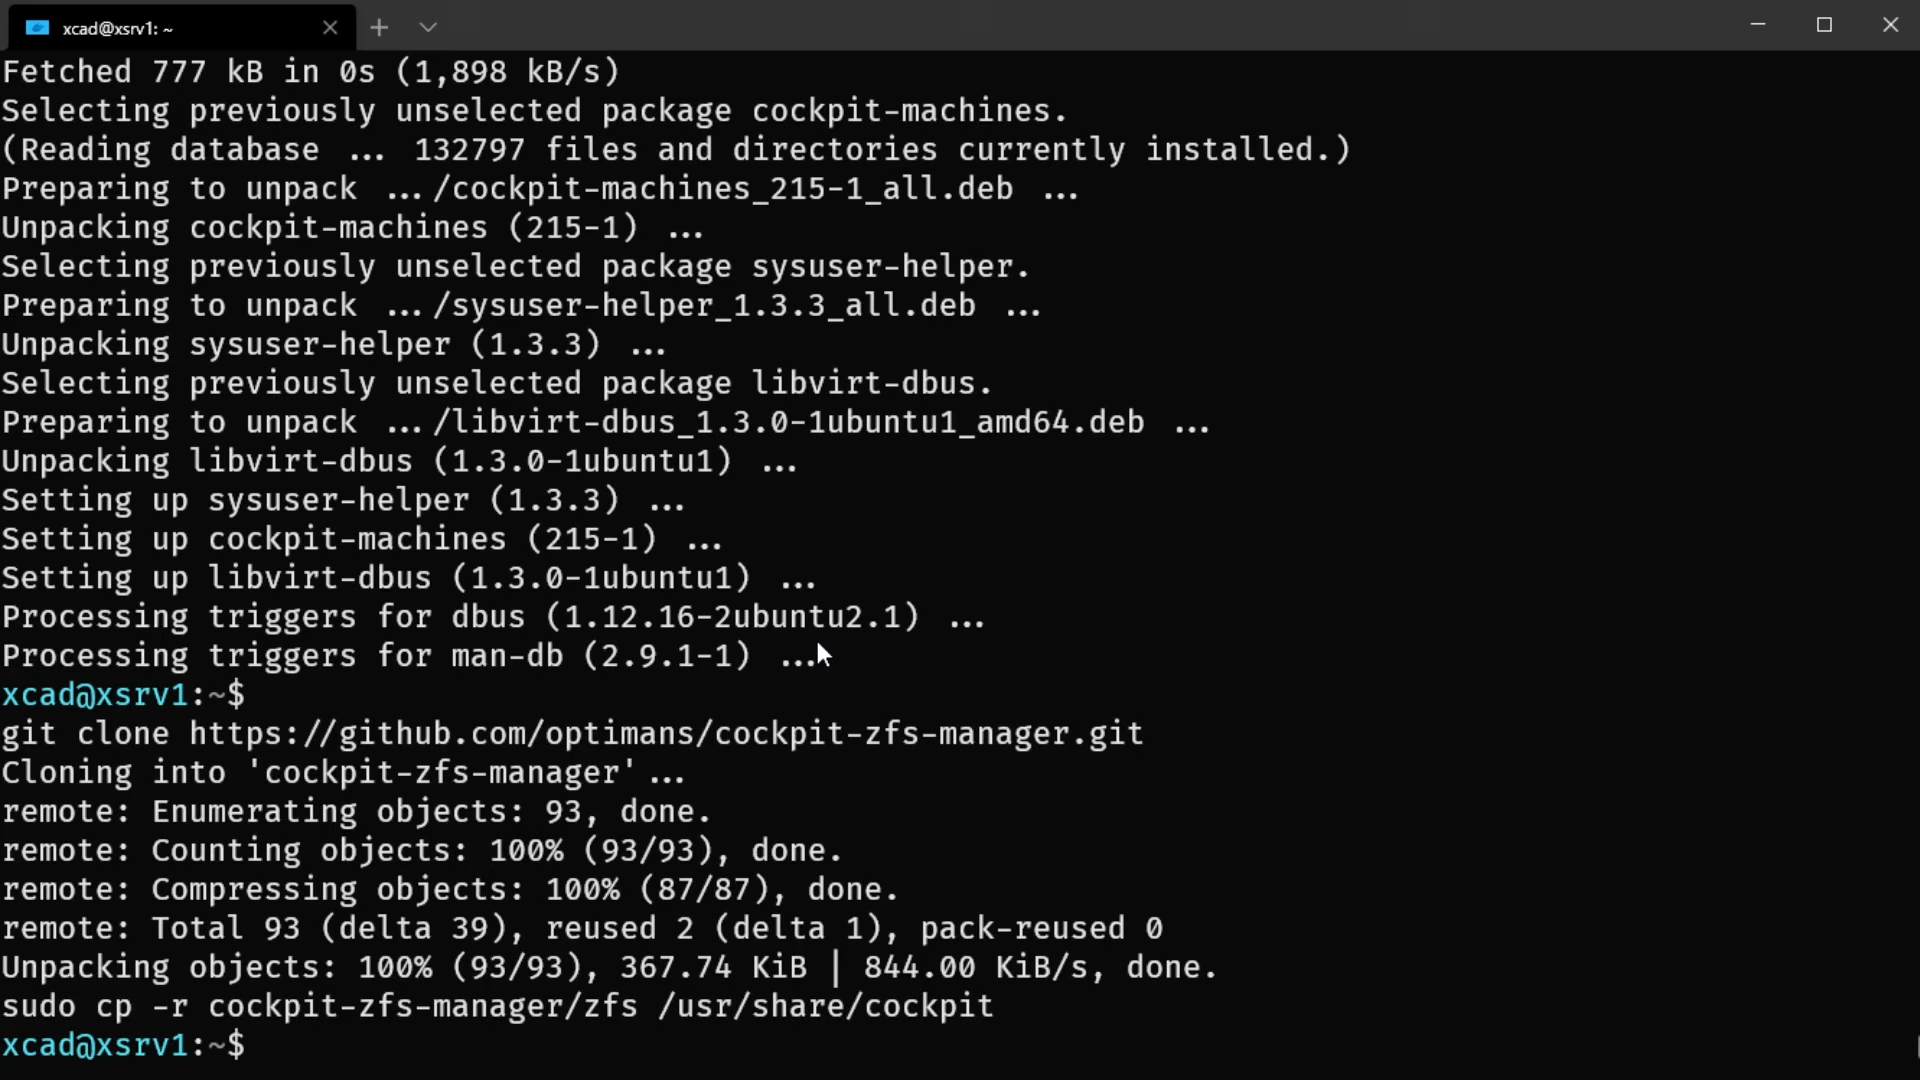 xcad@xsrv1: ~
Fetched 777 kB in 0s (1,898 kB/s)
Selecting previously unselected package cockpit-machines.
(Reading database ... 132797 files and directories currently installed.)
Preparing to unpack .../cockpit-machines_215-1_all.deb ...
Unpacking cockpit-machines (215-1) ...
Selecting previously unselected package sysuser-helper.
Preparing to unpack .../sysuser-helper_1.3.3_all.deb ...
Unpacking sysuser-helper (1.3.3) ...
Selecting previously unselected package libvirt-dbus.
Preparing to unpack .../libvirt-dbus_1.3.0-1ubuntu1_amd64.deb ...
Unpacking libvirt-dbus (1.3.0-1ubuntu1) ...
Setting up sysuser-helper (1.3.3) ...
Setting up cockpit-machines (215-1) ...
Setting up libvirt-dbus (1.3.0-1ubuntu1) ...
Processing triggers for dbus (1.12.16-2ubuntu2.1) ...
Processing triggers for man-db (2.9.1-1) ...
xcad@xsrv1:~$
git clone https://github.com/optimans/cockpit-zfs-manager.git
Cloning into 'cockpit-zfs-manager'...
remote: Enumerating objects: 93, done.
remote: Counting objects: 100% (93/93), done.
remote: Compressing objects: 100% (87/87), done.
remote: Total 93 (delta 39), reused 2 (delta 1), pack-reused 0
Unpacking objects: 100% (93/93), 367.74 KiB | 844.00 KiB/s, done.
sudo cp -r cockpit-zfs-manager/zfs /usr/share/cockpit
xcad@xsrv1:~$